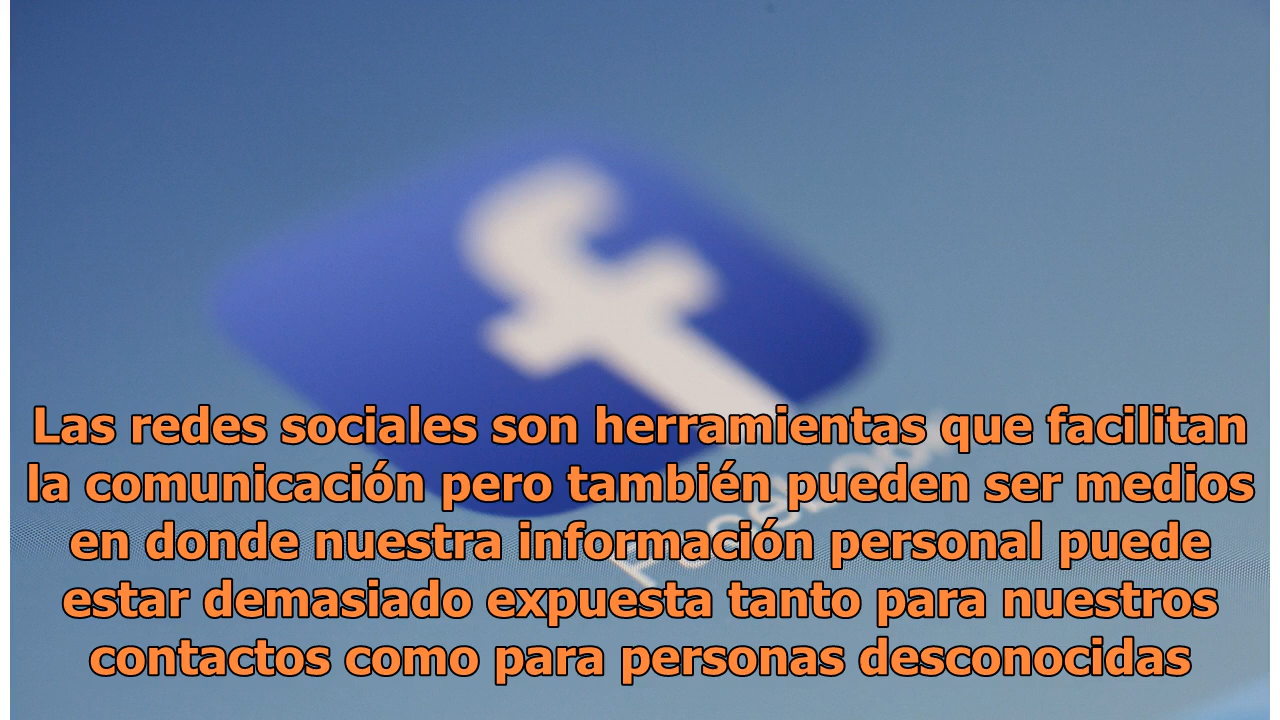 Las redes sociales son herramientas que facilitan
la comunicación pero también pueden ser medios
en donde nuestra información personal puede
estar demasiado expuesta tanto para nuestros
contactos como para personas desconocidas
f
Facebook